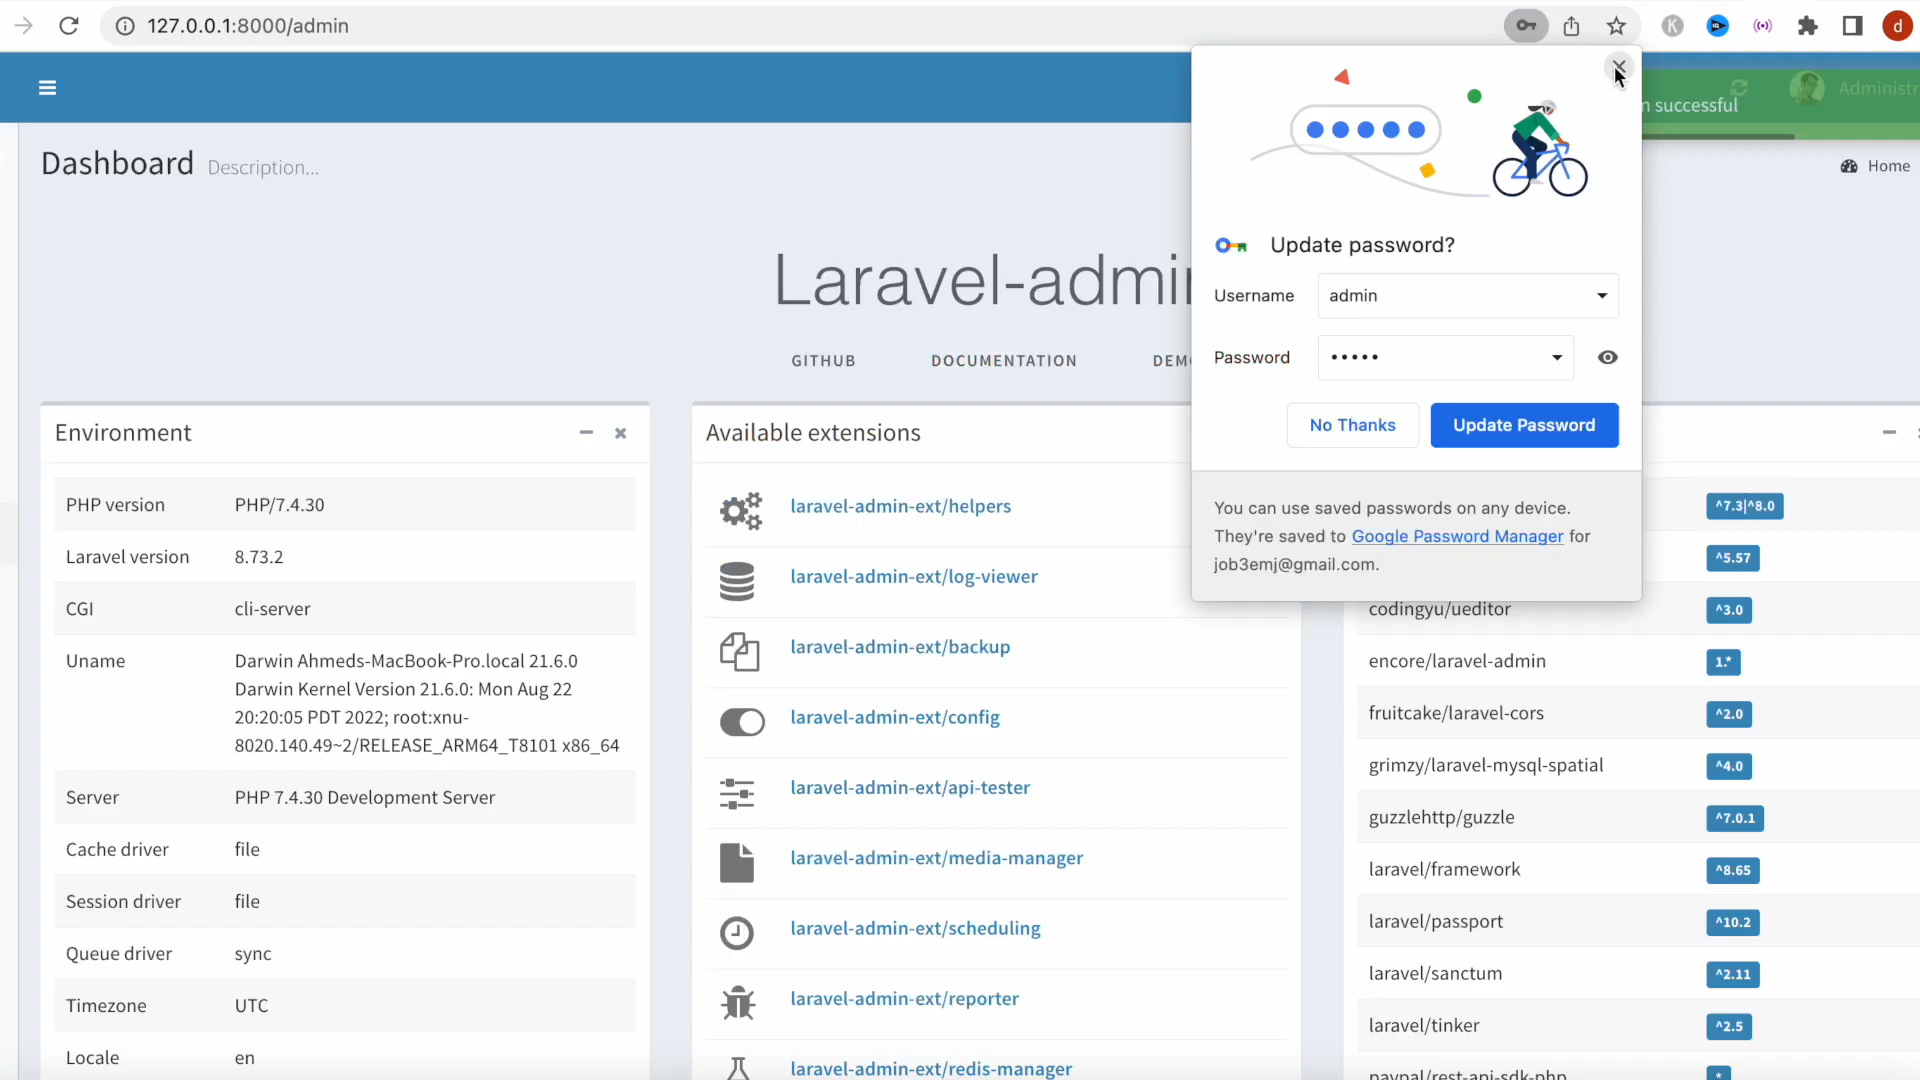 127.0.0.1:8000/admin
d
n successful
Administr
Dashboard Description...
Home
Laravel-admi
GITHUB DOCUMENTATION
Update password?
Username admin
Password •••••
No Thanks Update Password
You can use saved passwords on any device.
They're saved to Google Password Manager for
job3emj@gmail.com.
Environment
PHP version PHP/7.4.30
Laravel version 8.73.2
CGI cli-server
Uname Darwin Ahmeds-MacBook-Pro.local 21.6.0
Darwin Kernel Version 21.6.0: Mon Aug 22
20:20:05 PDT 2022; root:xnu-
8020.140.49~2/RELEASE_ARM64_T8101 x86_64
Server PHP 7.4.30 Development Server
Cache driver file
Session driver file
Queue driver sync
Timezone UTC
Locale en
Available extensions
laravel-admin-ext/helpers
laravel-admin-ext/log-viewer
laravel-admin-ext/backup
laravel-admin-ext/config
laravel-admin-ext/api-tester
laravel-admin-ext/media-manager
laravel-admin-ext/scheduling
laravel-admin-ext/reporter
laravel-admin-ext/redis-manager
^7.3|^8.0
^5.57
codingyu/ueditor ^3.0
encore/laravel-admin 1.*
fruitcake/laravel-cors ^2.0
grimzy/laravel-mysql-spatial ^4.0
guzzlehttp/guzzle ^7.0.1
laravel/framework ^8.65
laravel/passport ^10.2
laravel/sanctum ^2.11
laravel/tinker ^2.5
paypal/rest-api-sdk-php *